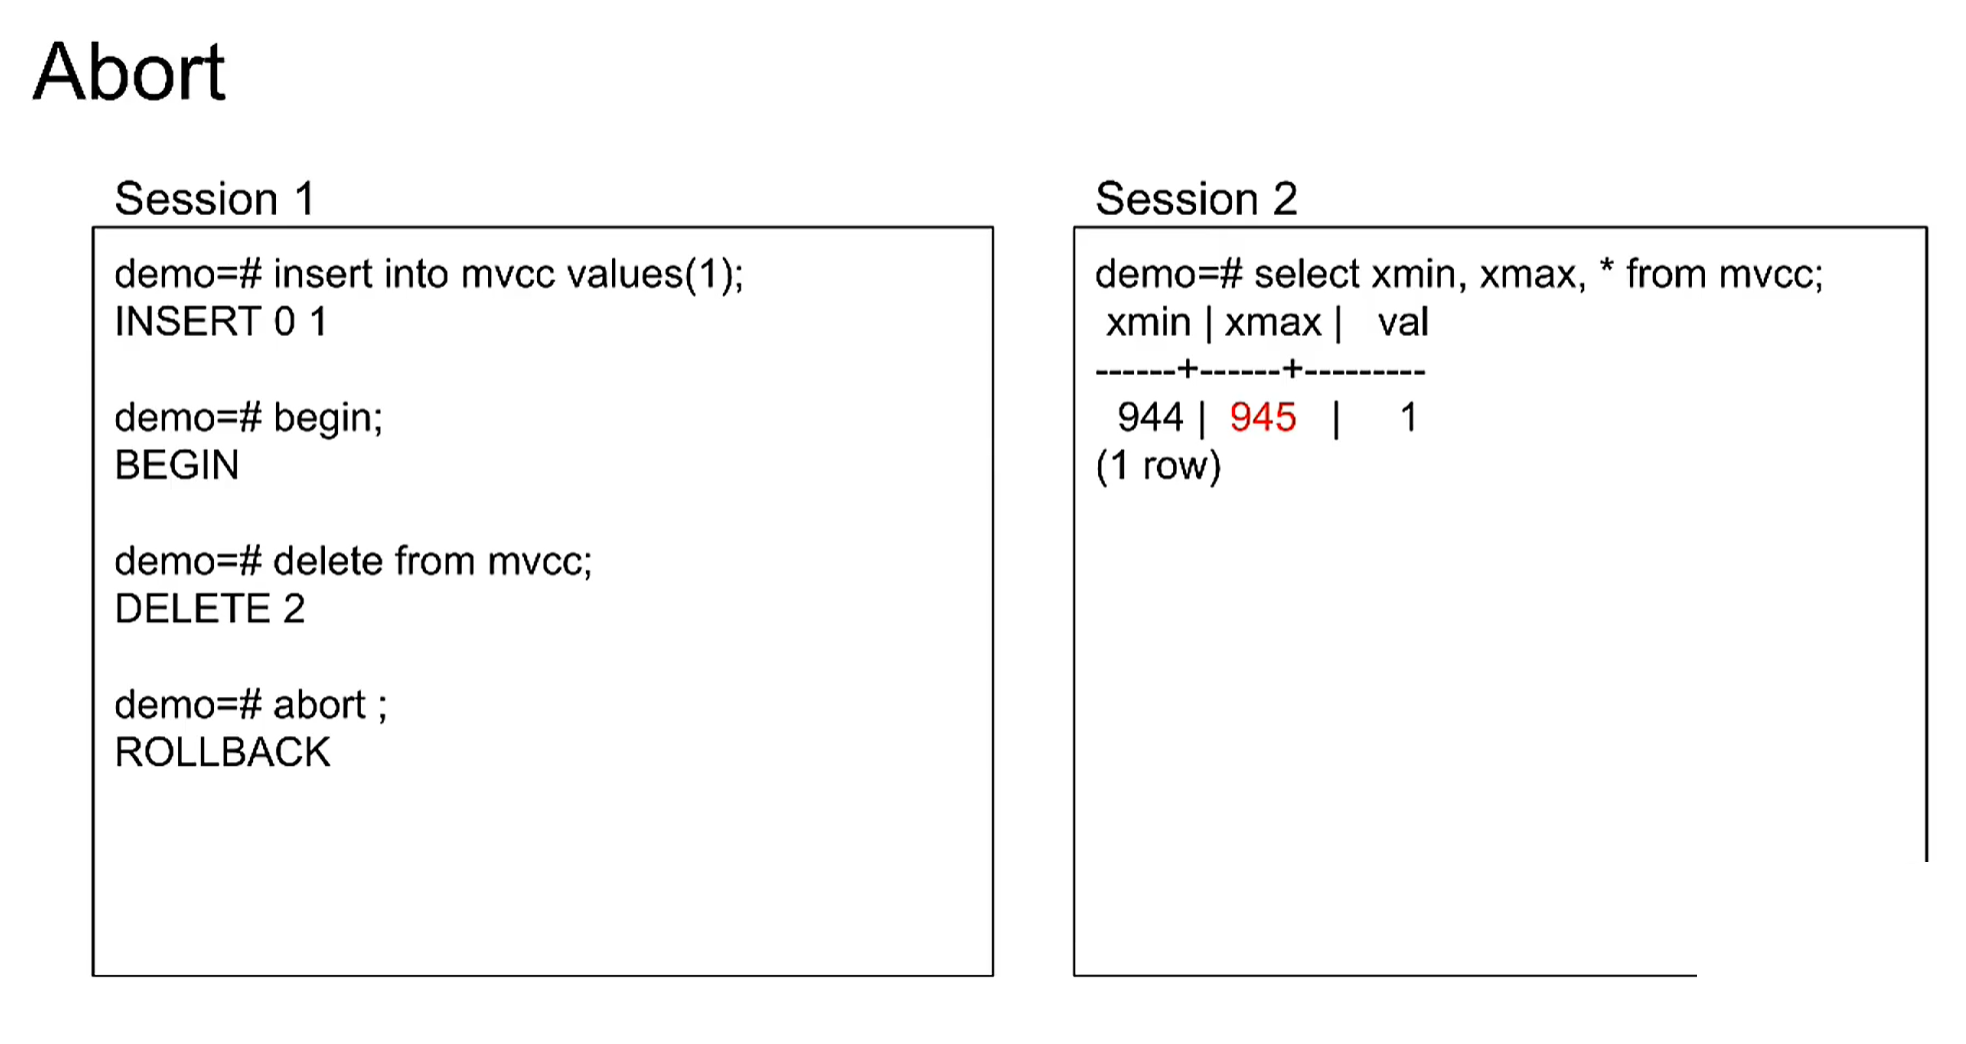 Abort
Session 1
demo=# insert into mvcc values(1);
INSERT 0 1
demo=# begin;
BEGIN
demo=# delete from mvcc;
DELETE 2
demo=# abort ;
ROLLBACK
Session 2
demo=# select xmin, xmax, * from mvcc;
xmin | xmax |   val
------+------+---------
944 |  945   |     1
(1 row)